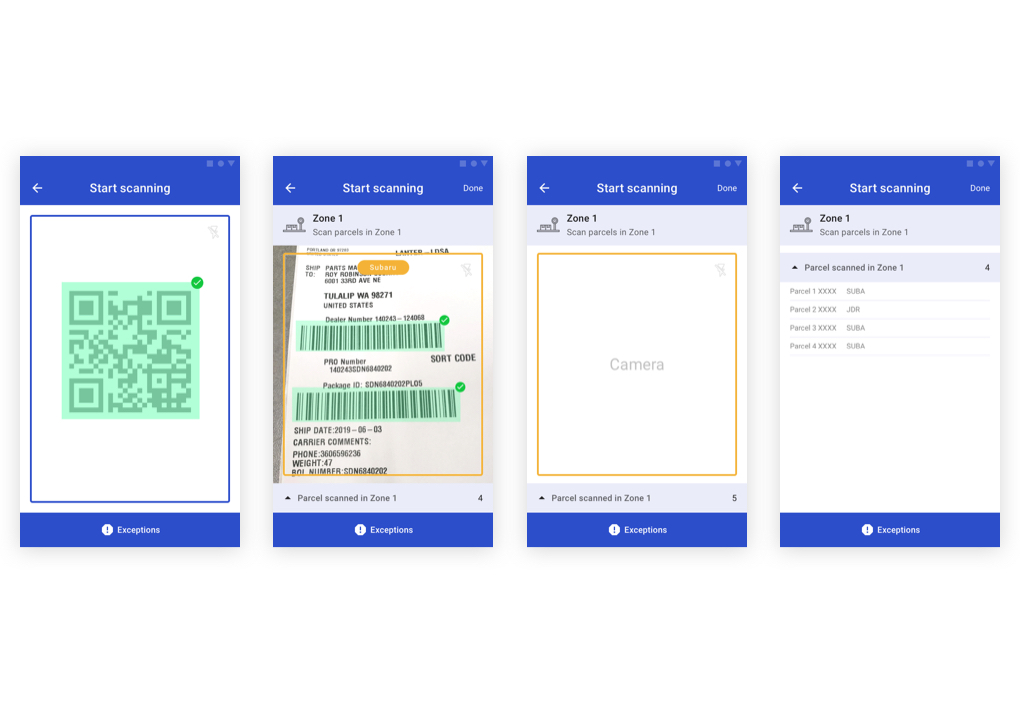 Start scanning
Exceptions
Start scanning
Done
Zone 1
Scan parcels in Zone 1
PORTLAND OR 97203
LANTER - LDSA
Subaru
SHIP PARTS MA
TO: ROY ROBINS
6001 33RD AVE NE
TULALIP WA 98271
UNITED STATES
Dealer Number 140243-124068
PRO Number
SORT CODE
140243SDN6840202
Package ID: SDN6840202PL05
SHIP DATE:2019-06-03
CARRIER COMMENTS:
PHONE:3606596236
WEIGHT:47
BOL NUMBER:SDN6840202
Parcel scanned in Zone 1 4
Exceptions
Start scanning
Done
Zone 1
Scan parcels in Zone 1
Camera
Parcel scanned in Zone 1 5
Exceptions
Start scanning
Done
Zone 1
Scan parcels in Zone 1
Parcel scanned in Zone 1 4
Parcel 1 XXXX SUBA
Parcel 2 XXXX JDR
Parcel 3 XXXX SUBA
Parcel 4 XXXX SUBA
Exceptions